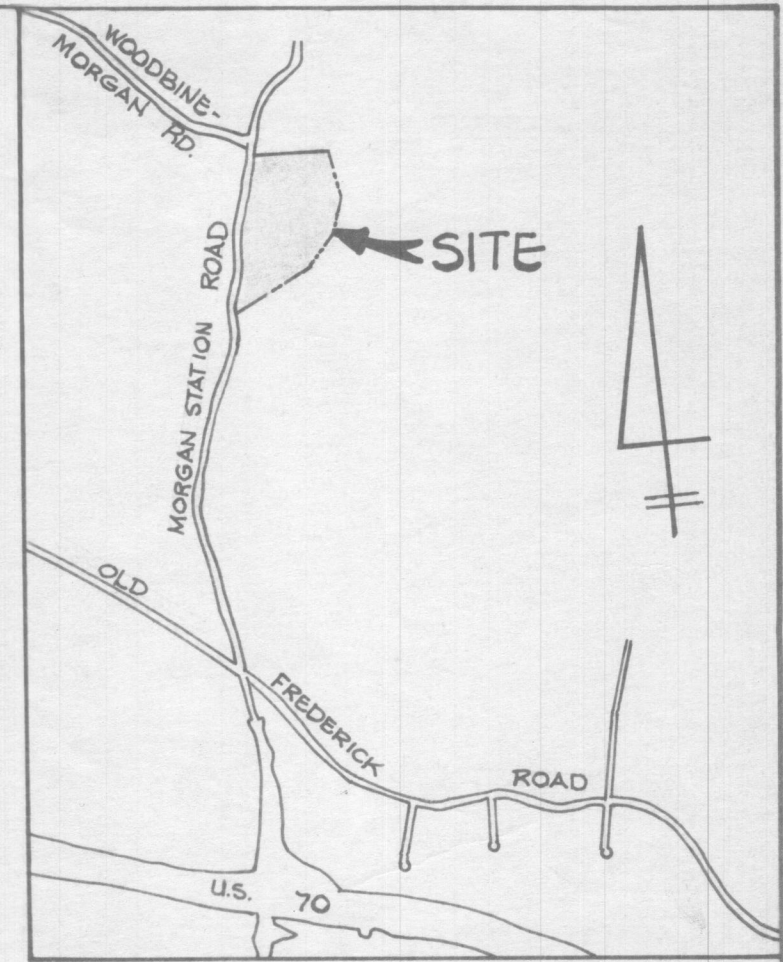 WOODBINE-
MORGAN RD.
SITE
MORGAN STATION ROAD
OLD FREDERICK ROAD
U.S. 70